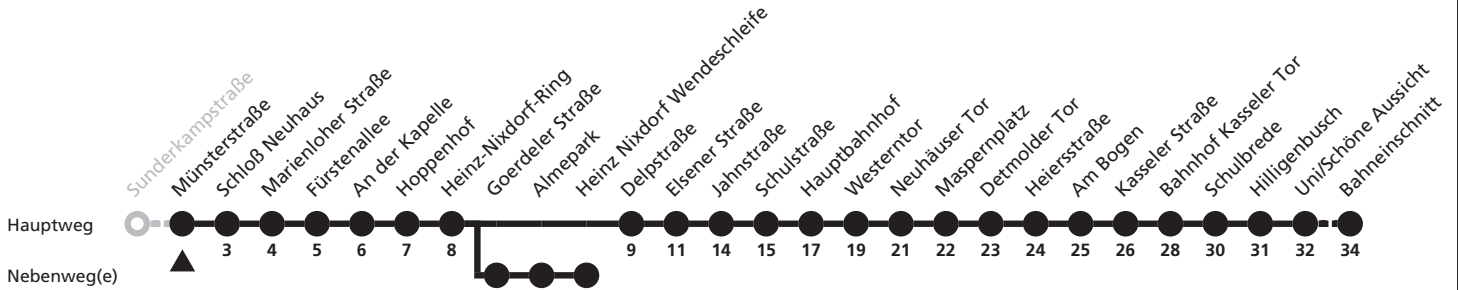 Sunderkampstraße
Münsterstraße
Schloß Neuhaus
Marienloher Straße
Fürstenallee
An der Kapelle
Hoppenhof
Heinz-Nixdorf-Ring
Goerdeler Straße
Almepark
Heinz Nixdorf Wendeschleife
Delpstraße
Elsener Straße
Jahnstraße
Schulstraße
Hauptbahnhof
Westerntor
Neuhäuser Tor
Maspernplatz
Detmolder Tor
Heiersstraße
Am Bogen
Kasseler Straße
Bahnhof Kasseler Tor
Schulbrede
Hilligenbusch
Uni/Schöne Aussicht
Bahneinschnitt
Hauptweg
3 4 5 6 7 8 9 11 14 15 17 19 21 22 23 24 25 26 28 30 31 32 34
Nebenweg(e)